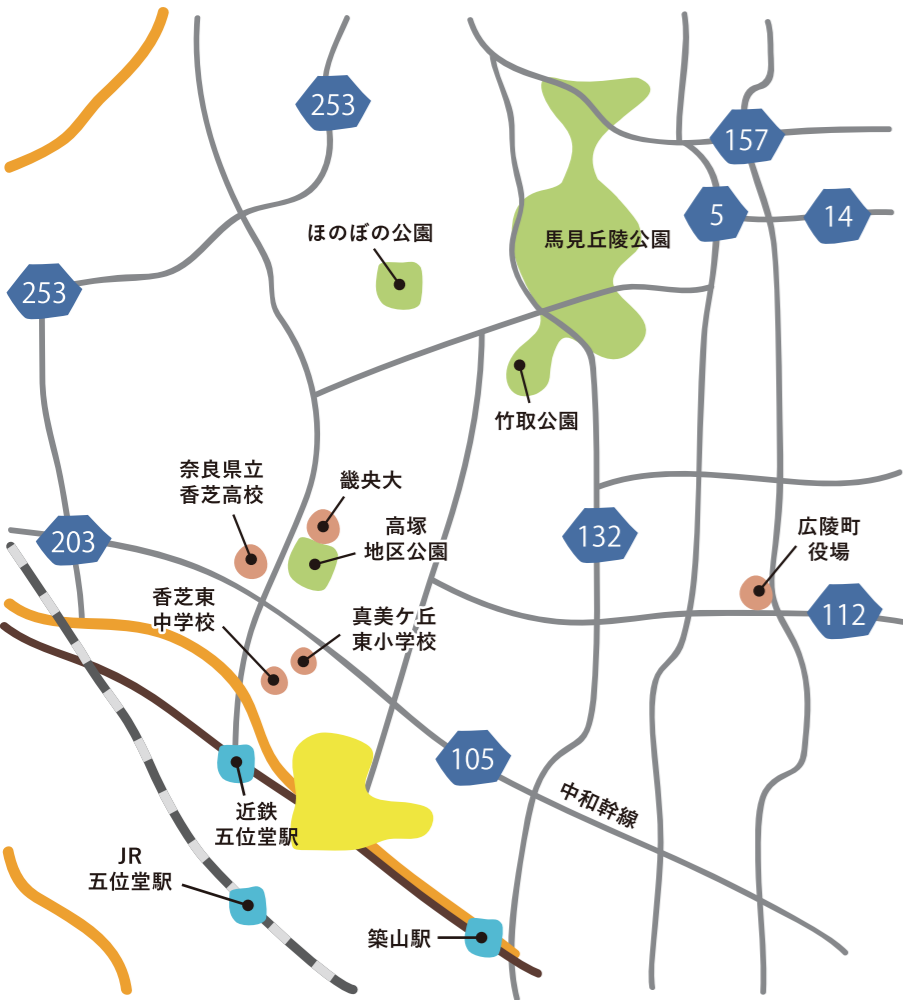 253
157
5
14
ほのぼの公園
馬見丘陵公園
253
竹取公園
奈良県立
香芝高校
畿央大
高塚
地区公園
203
132
広陵町
役場
112
香芝東
中学校
真美ケ丘
東小学校
105
中和幹線
近鉄
五位堂駅
JR
五位堂駅
築山駅